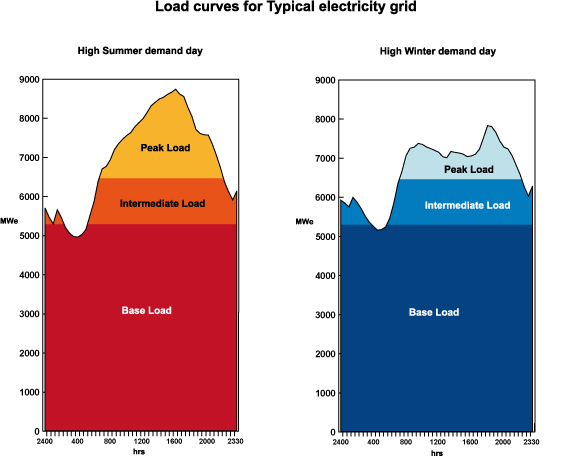 Load curves for Typical electricity grid
High Summer demand day
9000
8000
7000
6000
MWe
5000
4000
3000
2000
1000
0
Peak Load
Intermediate Load
Base Load
2400 400 800 1200 1600 2000 2330
hrs
High Winter demand day
9000
8000
7000
6000
MWe
5000
4000
3000
2000
1000
0
Peak Load
Intermediate Load
Base Load
2400 400 800 1200 1600 2000 2330
hrs